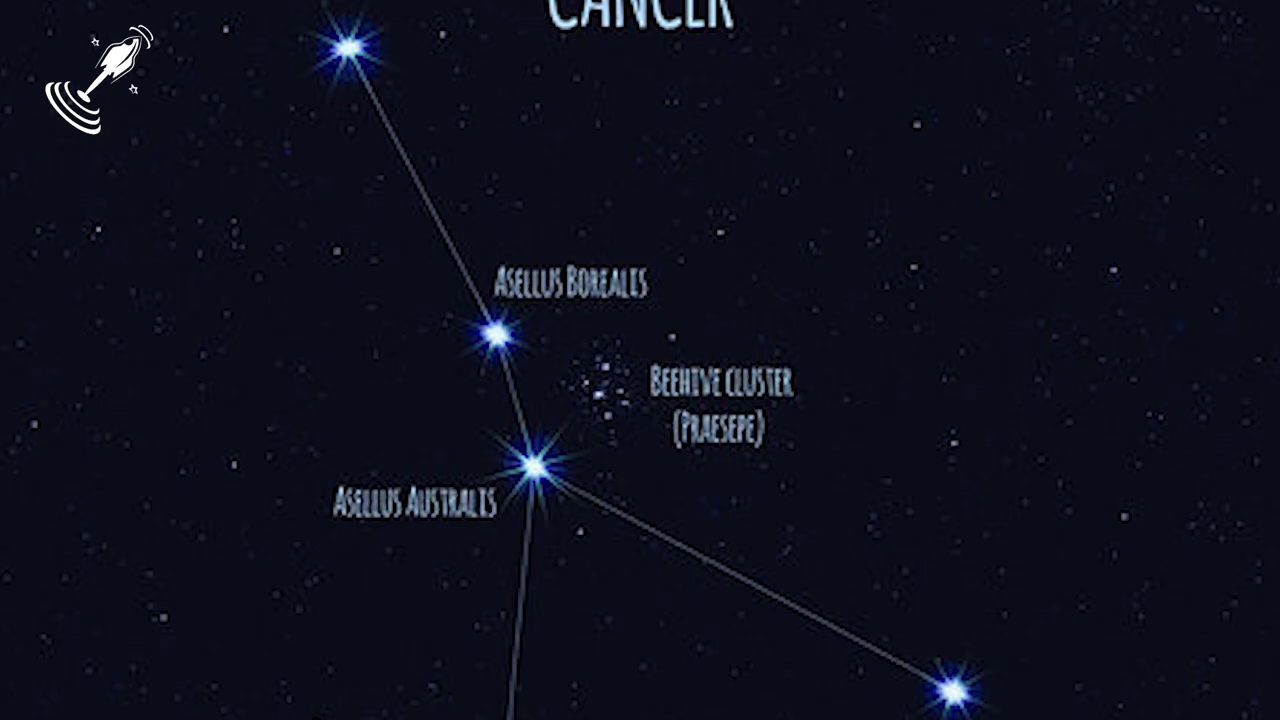 CANCER
ASELLUS BOREALIS
BEEHIVE CLUSTER
(PRAESEPE)
ASELLUS AUSTRALIS